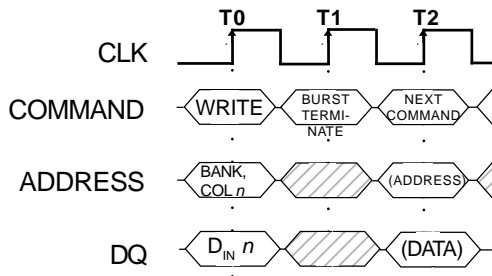 T0 T1 T2
CLK
COMMAND WRITE BURST TERMI-NATE NEXT COMMAND
ADDRESS BANK, COL n (ADDRESS)
DQ DIN n (DATA)